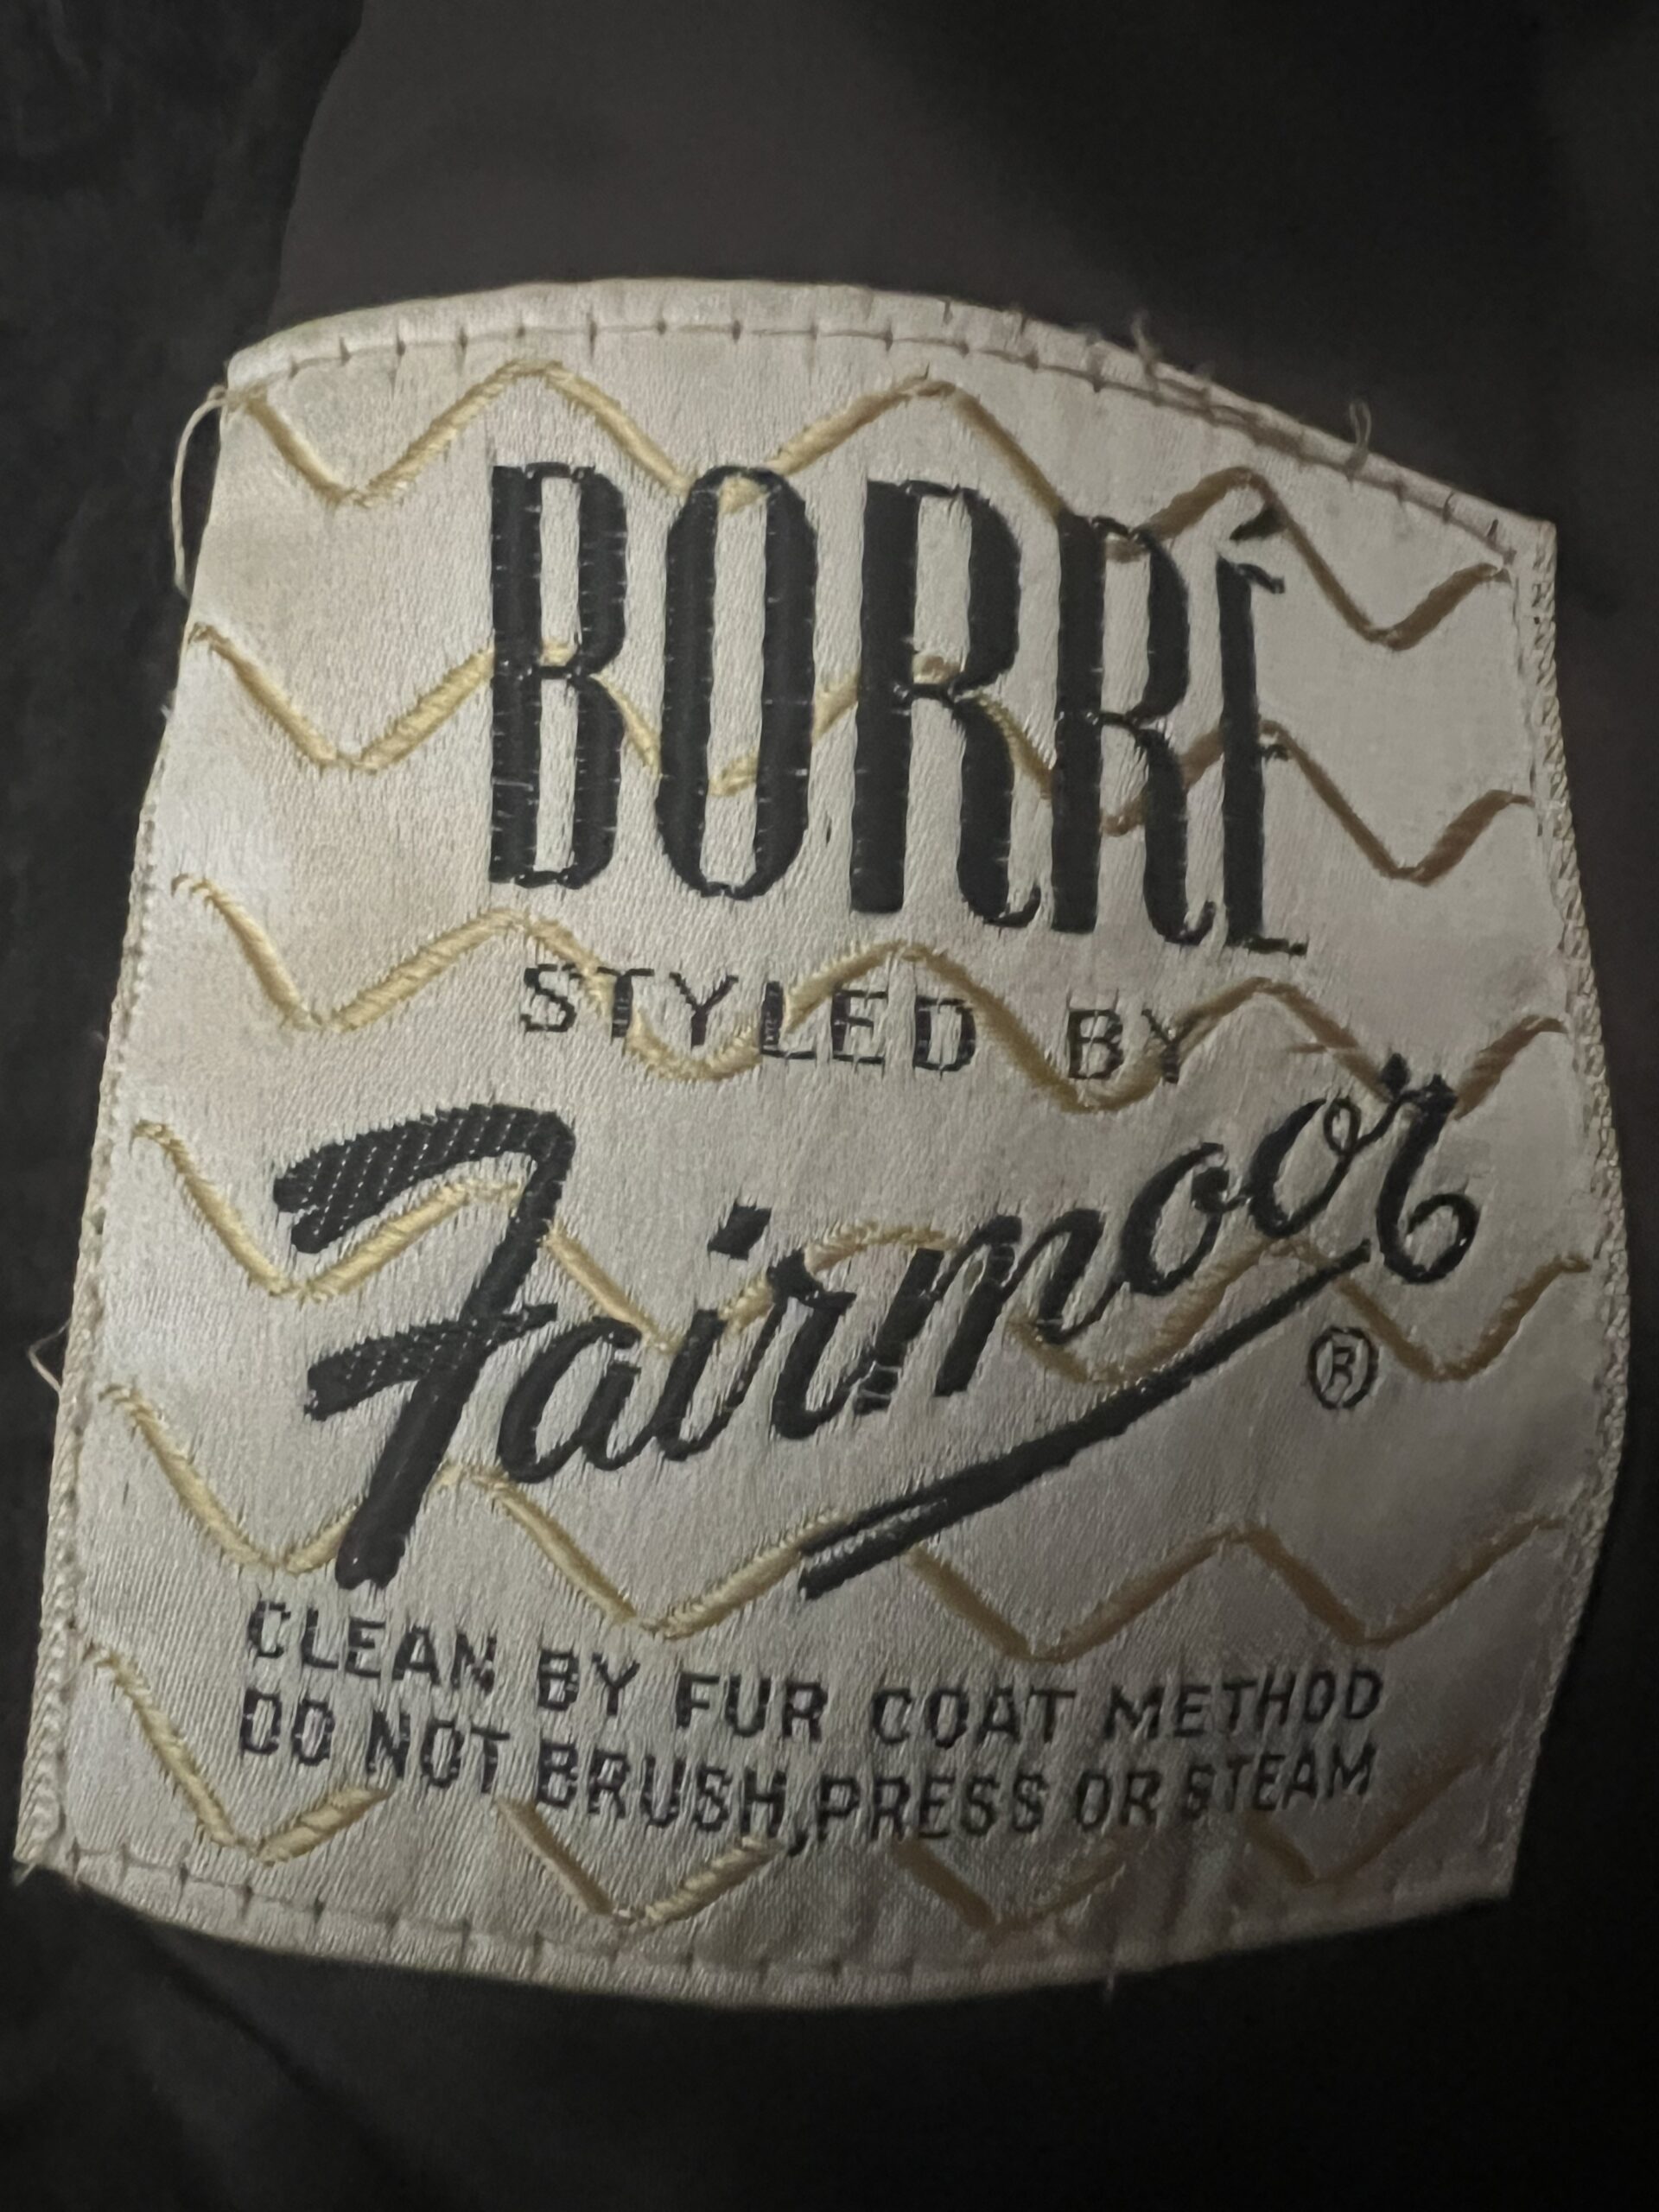 BORRÉ
STYLED BY
Fairmoor
®
CLEAN BY FUR COAT METHOD
DO NOT BRUSH, PRESS OR STEAM